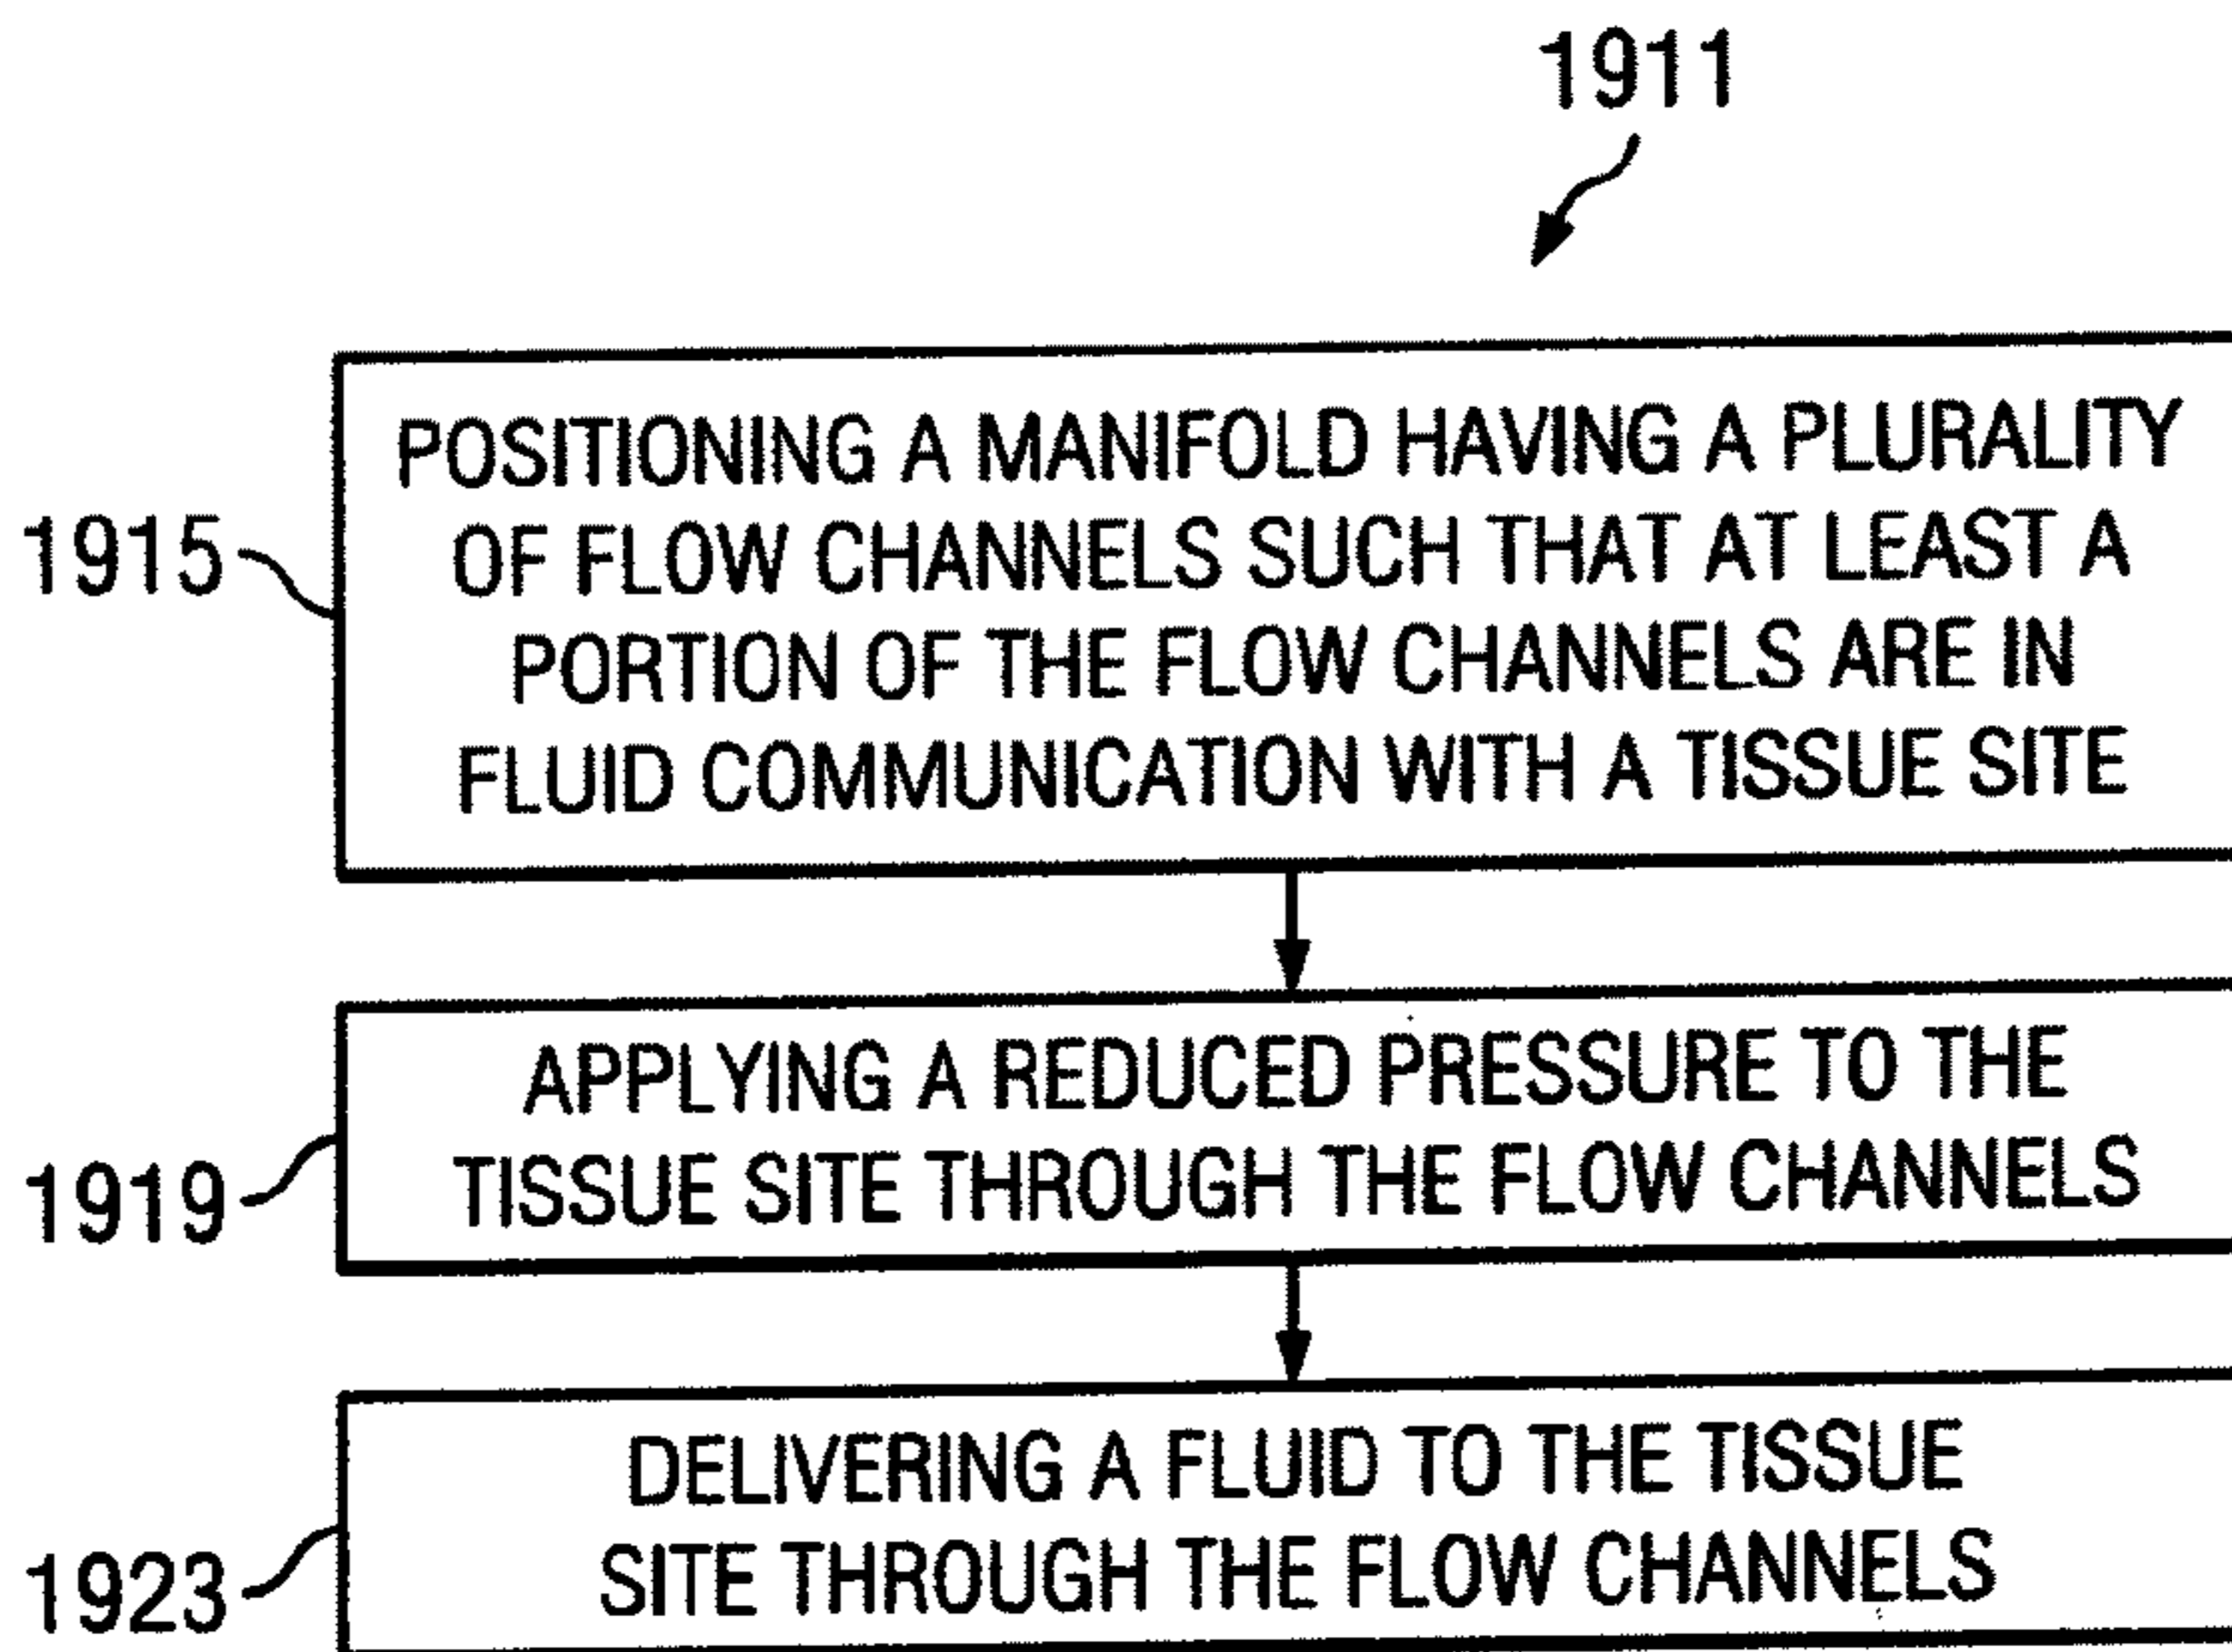 1911
1915
POSITIONING A MANIFOLD HAVING A PLURALITY
OF FLOW CHANNELS SUCH THAT AT LEAST A
PORTION OF THE FLOW CHANNELS ARE IN
FLUID COMMUNICATION WITH A TISSUE SITE
1919
APPLYING A REDUCED PRESSURE TO THE
TISSUE SITE THROUGH THE FLOW CHANNELS
1923
DELIVERING A FLUID TO THE TISSUE
SITE THROUGH THE FLOW CHANNELS